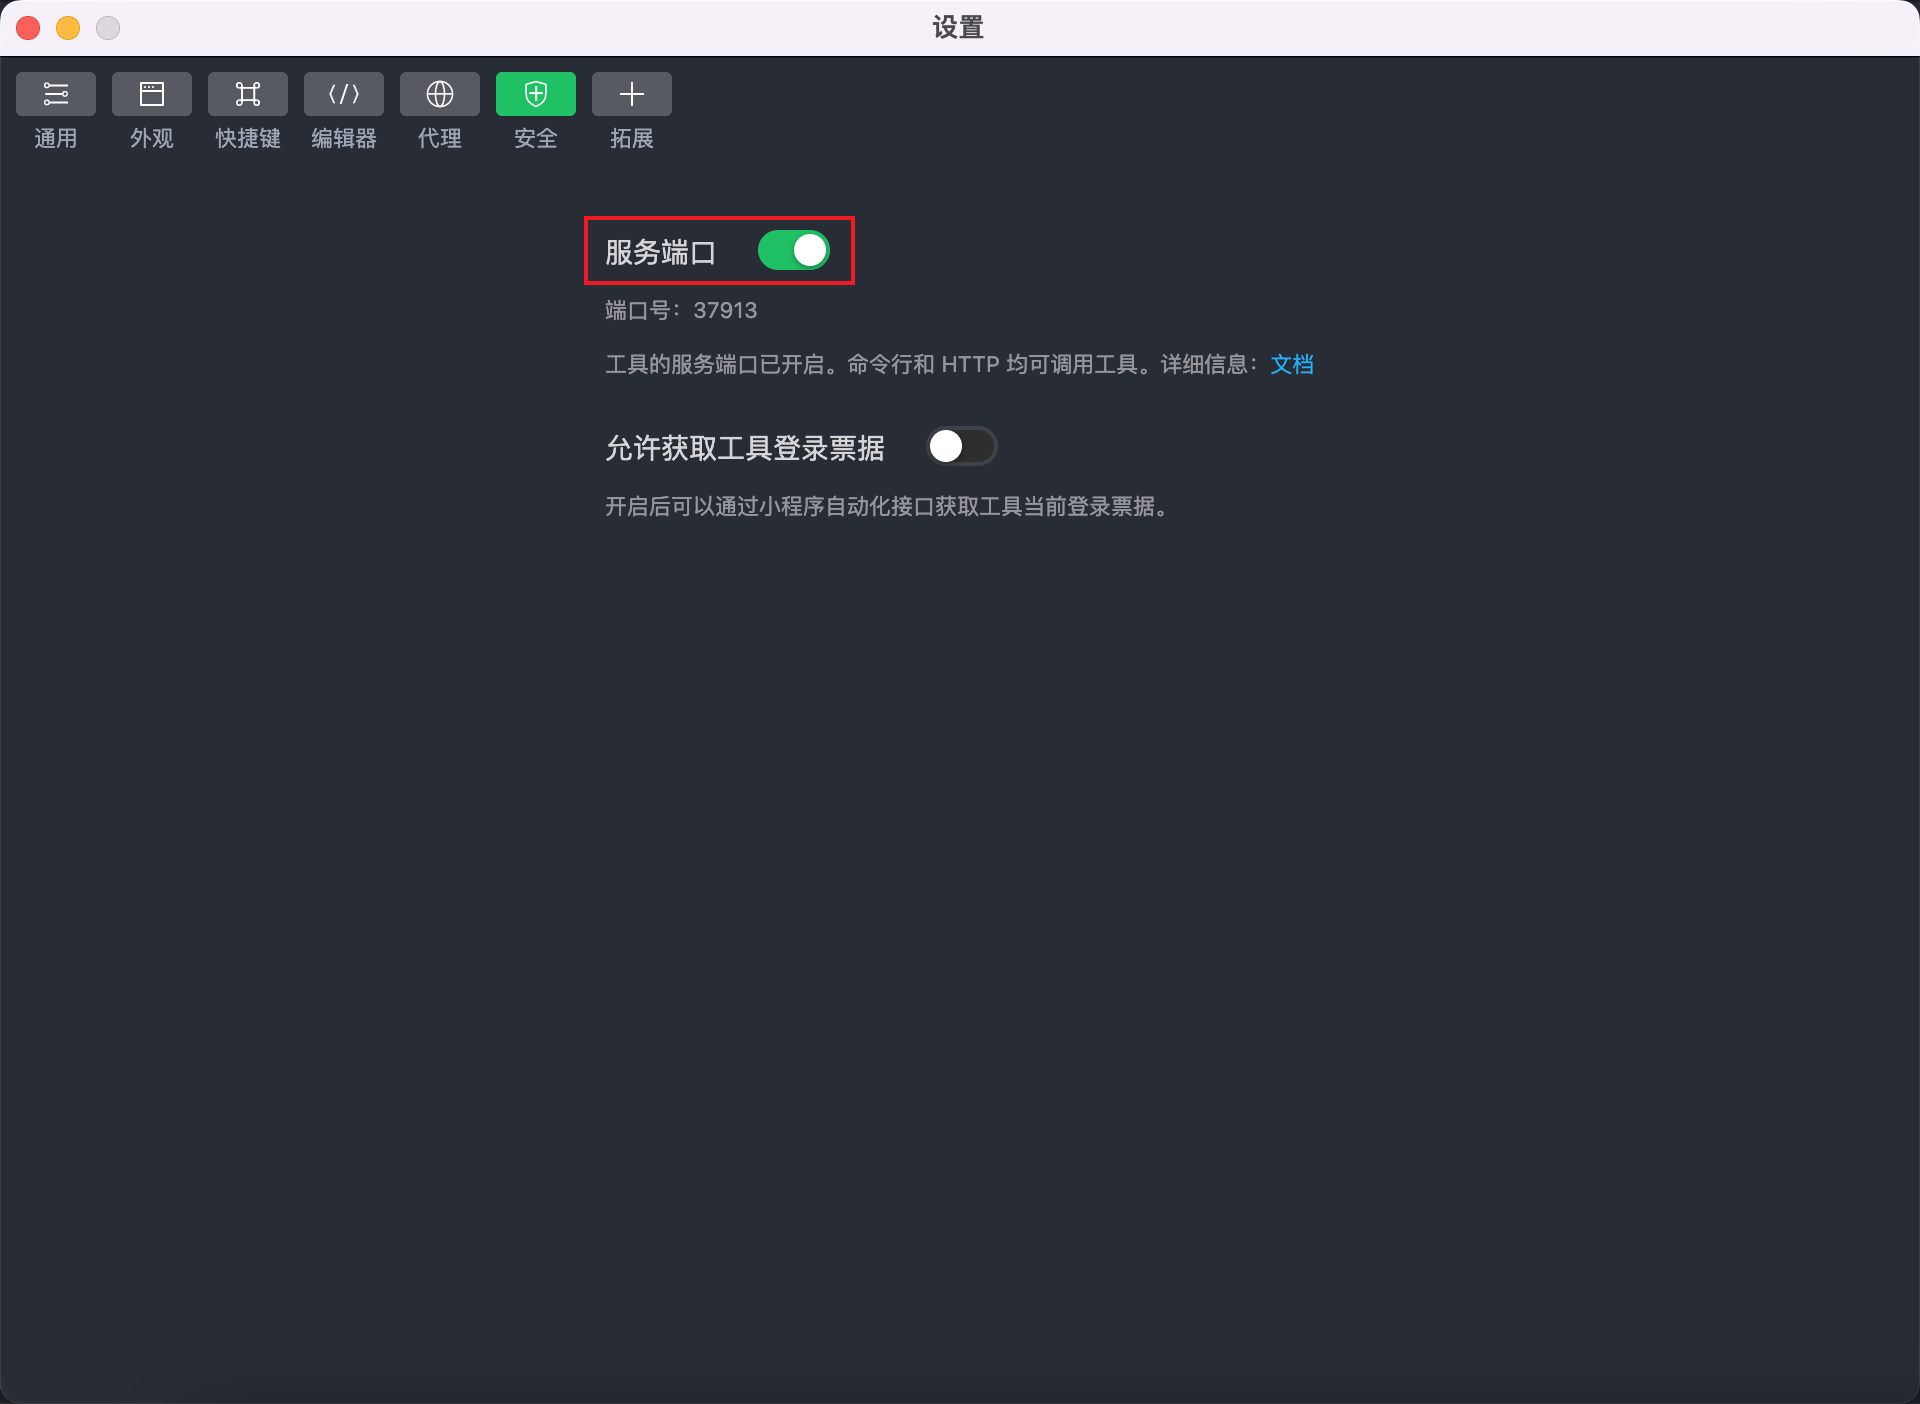 设置
通用 外观 快捷键 编辑器 代理 安全 拓展
服务端口
端口号：37913
工具的服务端口已开启。命令行和 HTTP 均可调用工具。详细信息：文档
允许获取工具登录票据
开启后可以通过小程序自动化接口获取工具当前登录票据。